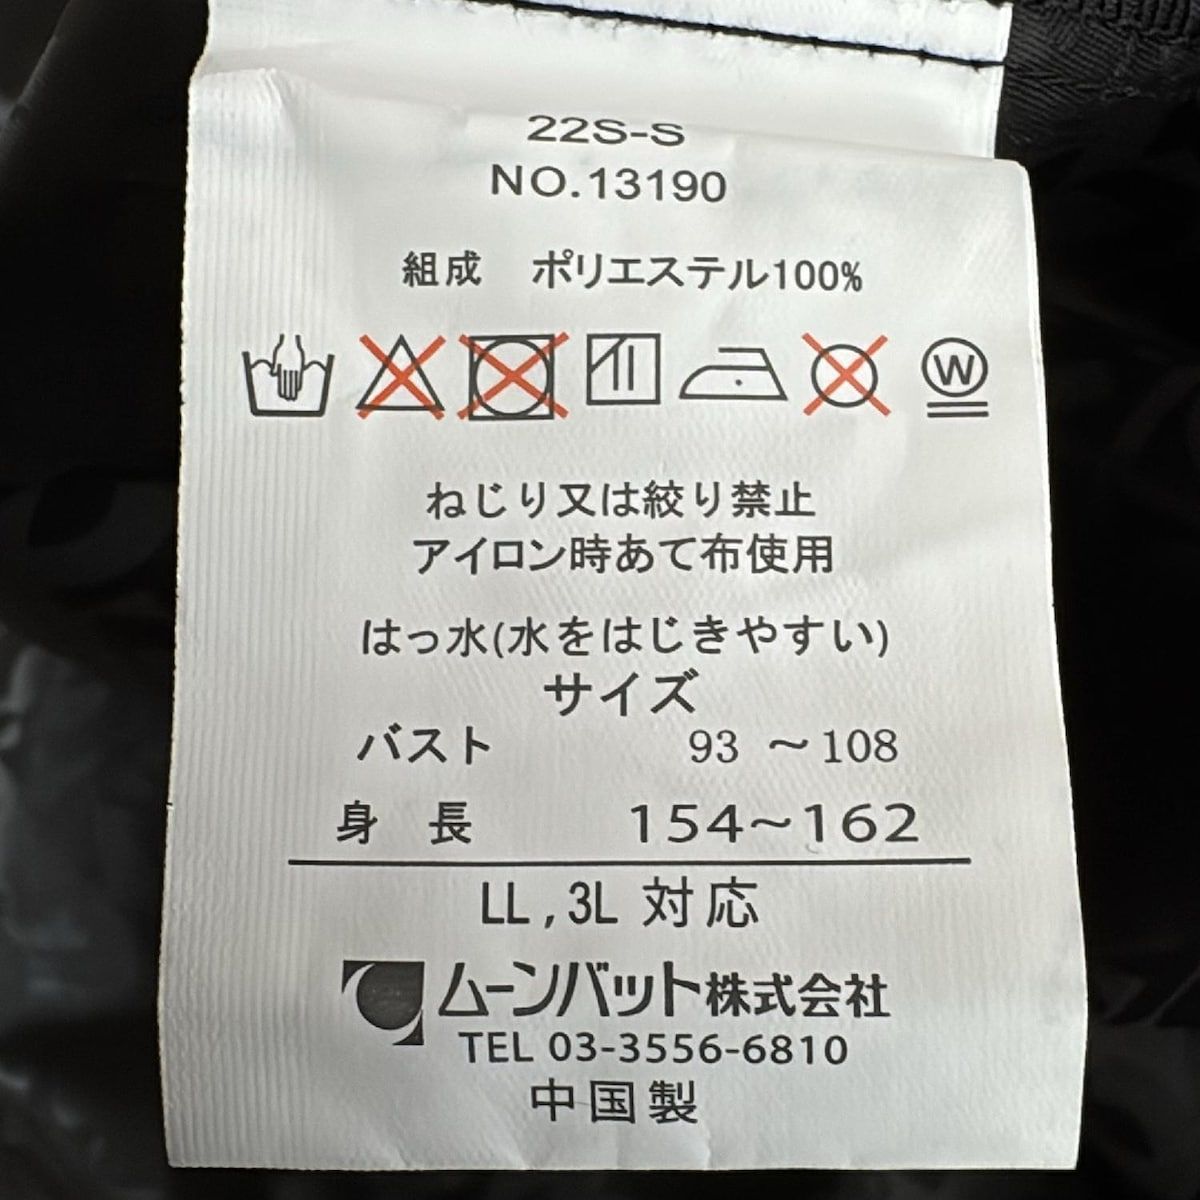 22S-S
NO.13190
組成 ポリエステル100%
W
ねじり又は絞り禁止
アイロン時あて布使用
はっ水(水をはじきやすい)
サイズ
バスト 93 ~108
身 長 154~162
LL,3L 対応
ムーンバット株式会社
TEL 03-3556-6810
中国製